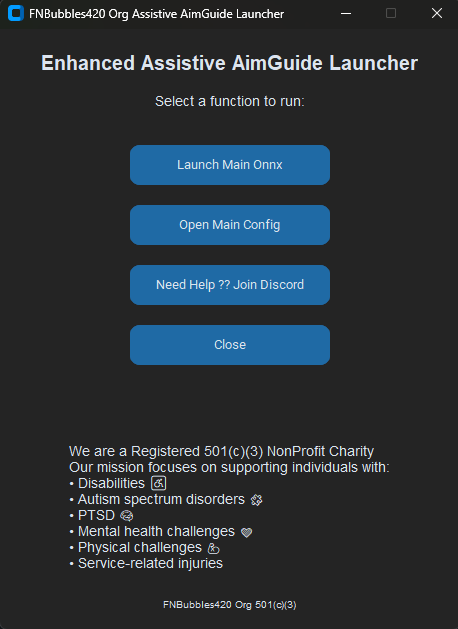 FNBubbles420 Org Assistive AimGuide Launcher
Enhanced Assistive AimGuide Launcher
Select a function to run:
Launch Main Onnx
Open Main Config
Need Help ?? Join Discord
Close
We are a Registered 501(c)(3) NonProfit Charity
Our mission focuses on supporting individuals with:
• Disabilities ♿
• Autism spectrum disorders 🧩
• PTSD 🧠
• Mental health challenges 💛
• Physical challenges 💪
• Service-related injuries
FNBubbles420 Org 501(c)(3)